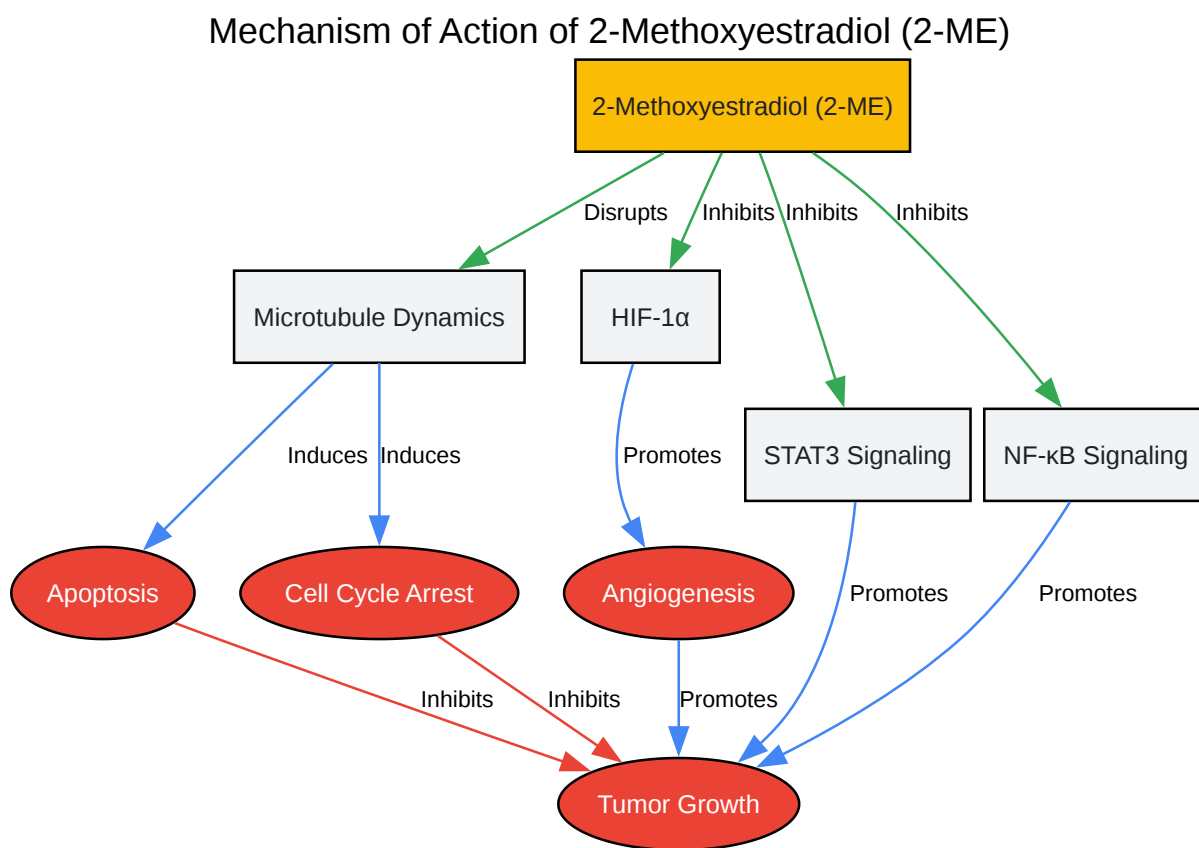 Mechanism of Action of 2-Methoxyestradiol (2-ME)
2-Methoxyestradiol (2-ME)
Disrupts
Inhibits
Inhibits
Inhibits
Microtubule Dynamics
HIF-1α
Induces
Induces
Promotes
STAT3 Signaling
NF-κB Signaling
Apoptosis
Cell Cycle Arrest
Angiogenesis
Promotes
Promotes
Inhibits
Inhibits
Promotes
Tumor Growth